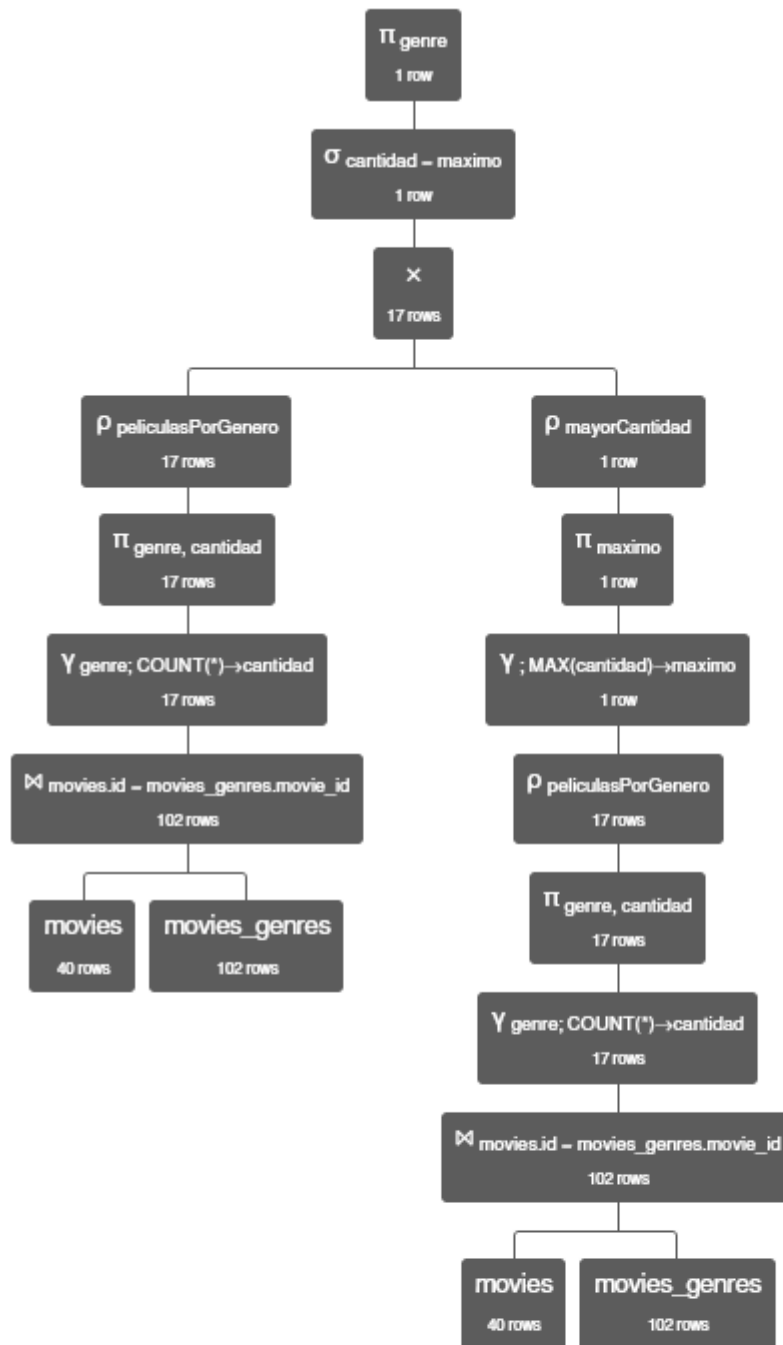 π genre
1 row
σ cantidad = maximo
1 row
×
17 rows
ρ peliculasPorGenero
17 rows
ρ mayorCantidad
1 row
π genre, cantidad
17 rows
π maximo
1 row
γ genre; COUNT(*)→cantidad
17 rows
γ ; MAX(cantidad)→maximo
1 row
⋈ movies.id = movies_genres.movie_id
102 rows
ρ peliculasPorGenero
17 rows
movies
40 rows
movies_genres
102 rows
π genre, cantidad
17 rows
γ genre; COUNT(*)→cantidad
17 rows
⋈ movies.id = movies_genres.movie_id
102 rows
movies
40 rows
movies_genres
102 rows